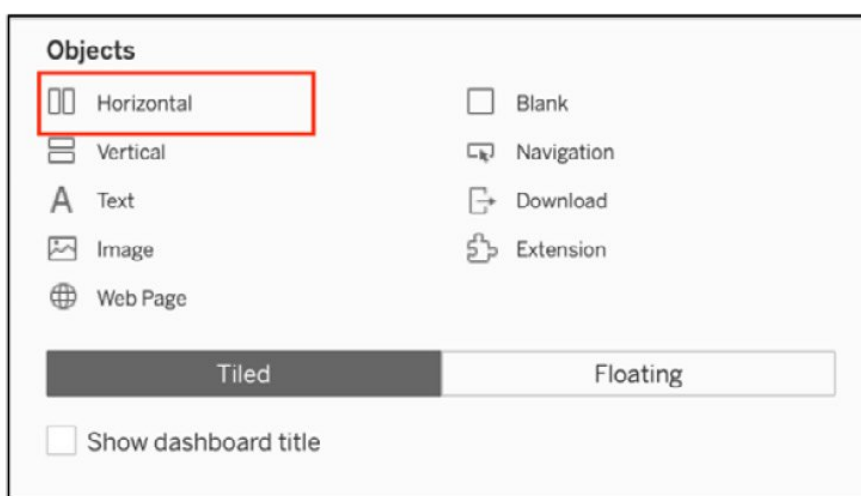 Objects
Horizontal
Blank
Vertical
Navigation
Text
Download
Image
Extension
Web Page
Tiled
Floating
Show dashboard title